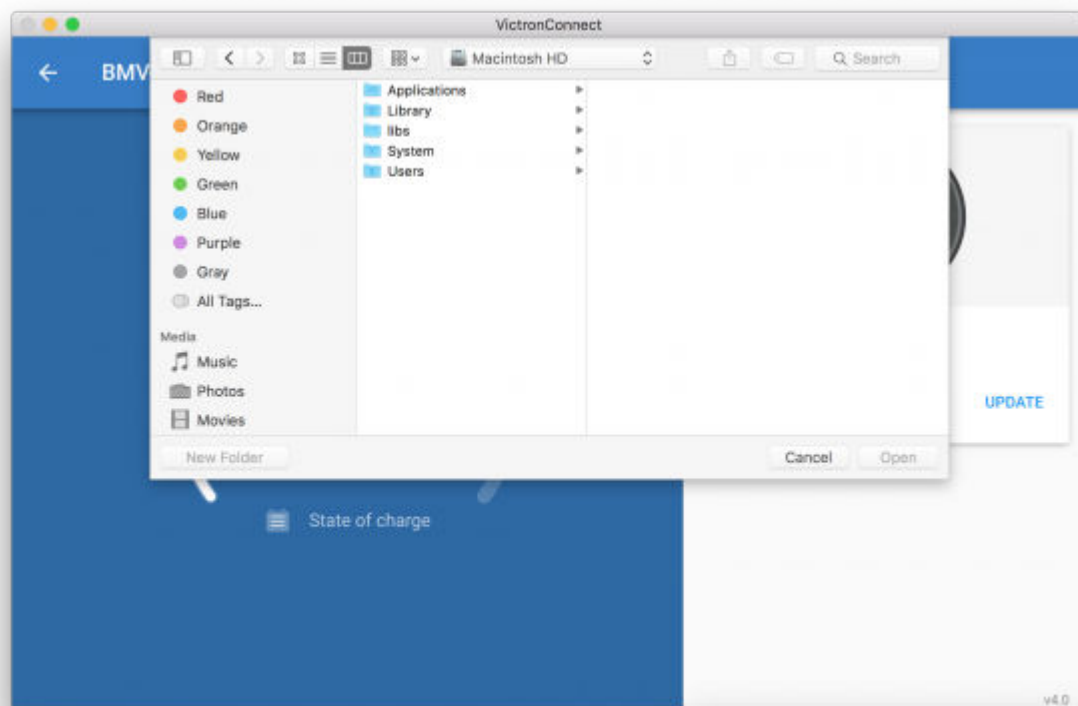 VictronConnect
BMV
Macintosh HD
Search
Red
Orange
Yellow
Green
Blue
Purple
Gray
All Tags...
Media
Music
Photos
Movies
Applications
Library
libs
System
Users
New Folder
Cancel
Open
UPDATE
State of charge
v4.0